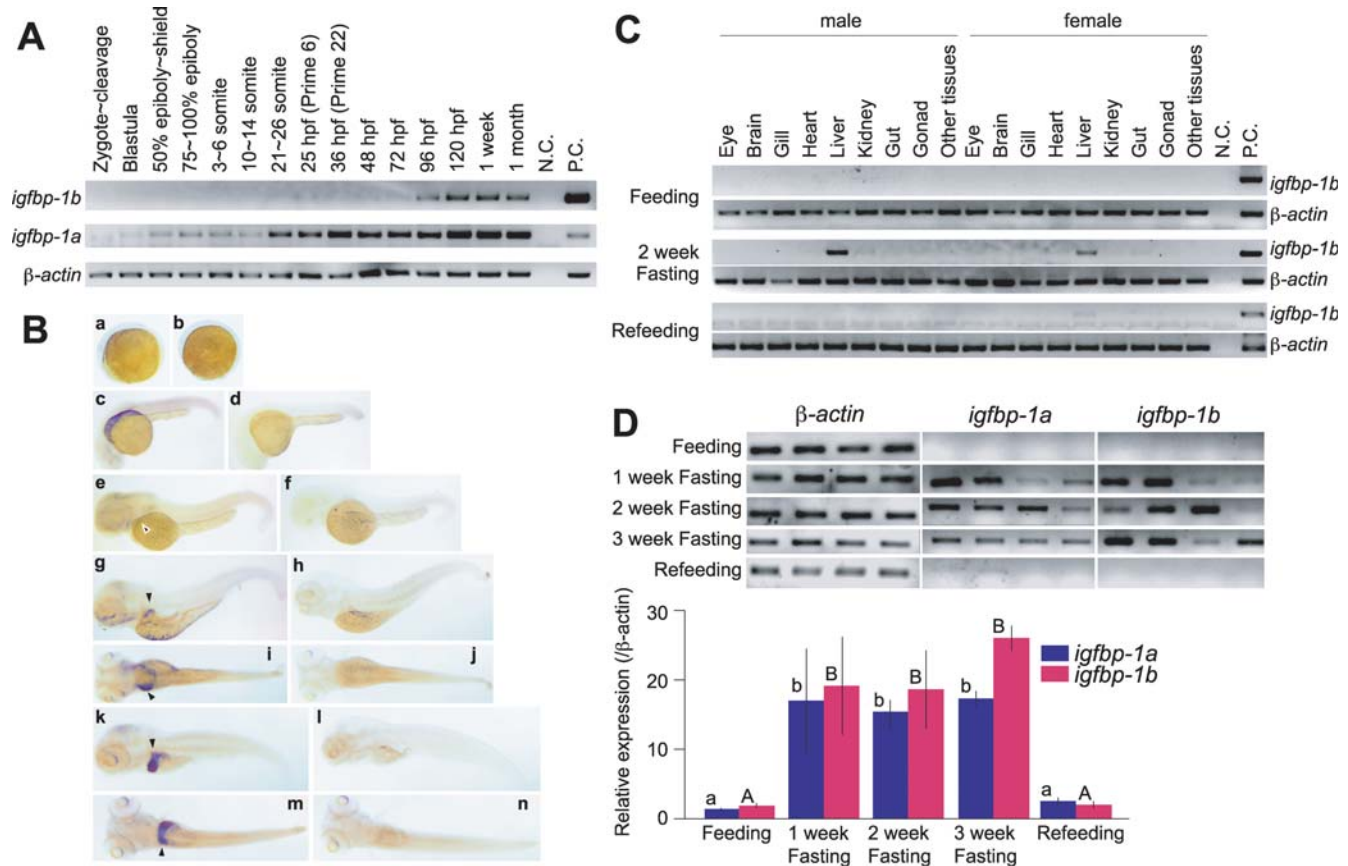 A
Zygote~cleavage
Blastula
50% epiboly~shield
75~100% epiboly
3~6 somite
10~14 somite
21~26 somite
25 hpf (Prime 6)
36 hpf (Prime 22)
48 hpf
72 hpf
96 hpf
120 hpf
1 week
1 month
N.C.
P.C.
igfbp-1b
igfbp-1a
β-actin
B
a
b
c
d
e
f
g
h
i
j
k
l
m
n
C
male
female
Eye
Brain
Gill
Heart
Liver
Kidney
Gut
Gonad
Other tissues
Eye
Brain
Gill
Heart
Liver
Kidney
Gut
Gonad
Other tissues
N.C.
P.C.
Feeding
igfbp-1b
β-actin
2 week
Fasting
igfbp-1b
β-actin
Refeeding
igfbp-1b
β-actin
D
β-actin igfbp-1a igfbp-1b
Feeding
1 week Fasting
2 week Fasting
3 week Fasting
Refeeding
Relative expression (/β-actin)
30
20
10
0
a A
b B
b B
b B
a A
igfbp-1a
igfbp-1b
Feeding
1 week
Fasting
2 week
Fasting
3 week
Fasting
Refeeding